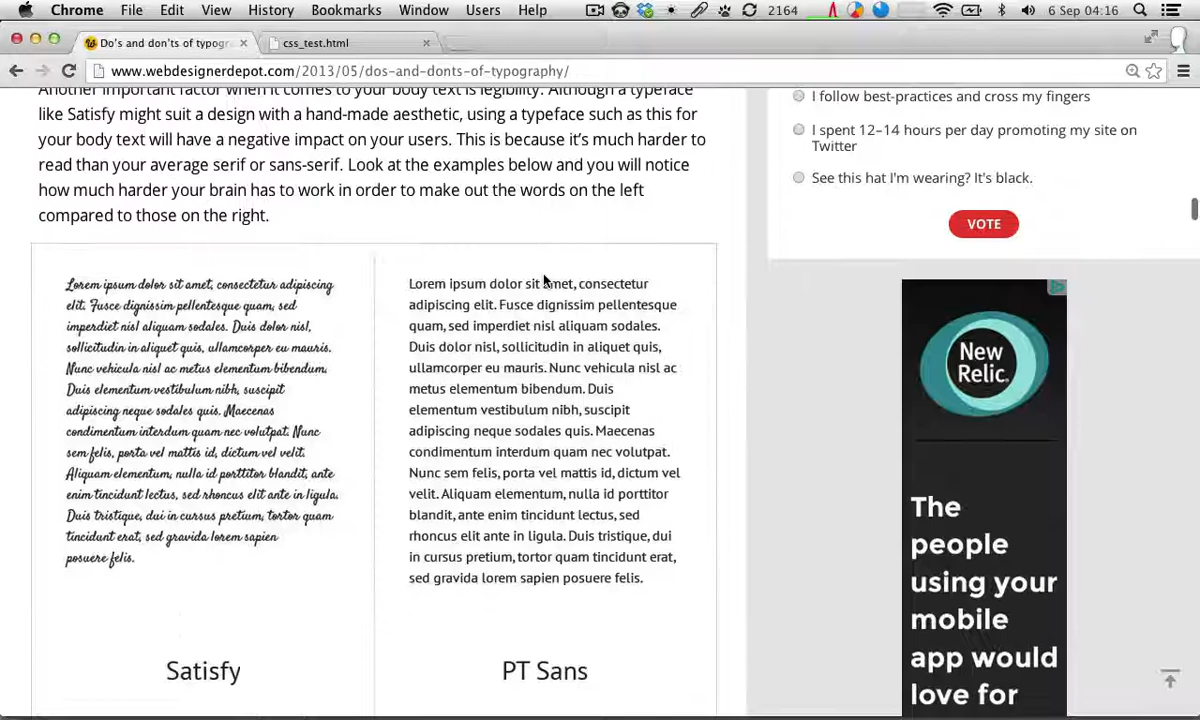 Chrome File Edit View History Bookmarks Window Users Help 2164 6 Sep 04:16
Do's and don'ts of typogr
css_test.html
www.webdesignerdepot.com/2013/05/dos-and-donts-of-typography/
Another important factor when it comes to your body text is legibility. Although a typeface
like Satisfy might suit a design with a hand-made aesthetic, using a typeface such as this for
your body text will have a negative impact on your users. This is because it's much harder to
read than your average serif or sans-serif. Look at the examples below and you will notice
how much harder your brain has to work in order to make out the words on the left
compared to those on the right.
Lorem ipsum dolor sit amet, consectetur adipiscing
elit. Fusce dignissim pellentesque quam, sed
imperdiet nisl aliquam sodales. Duis dolor nisl,
sollicitudin in aliquet quis, ullamcorper eu mauris.
Nunc vehicula nisl ac metus elementum bibendum.
Duis elementum vestibulum nibh, suscipit
adipiscing neque sodales quis. Maecenas
condimentum interdum quam nec volutpat. Nunc
sem felis, porta vel mattis id, dictum vel velit.
Aliquam elementum, nulla id porttitor blandit, ante
enim tincidunt lectus, sed rhoncus elit ante in ligula.
Duis tristique, dui in cursus pretium, tortor quam
tincidunt erat, sed gravida lorem sapien
posuere felis.
Satisfy
Lorem ipsum dolor sit amet, consectetur
adipiscing elit. Fusce dignissim pellentesque
quam, sed imperdiet nisl aliquam sodales.
Duis dolor nisl, sollicitudin in aliquet quis,
ullamcorper eu mauris. Nunc vehicula nisl ac
metus elementum bibendum. Duis
elementum vestibulum nibh, suscipit
adipiscing neque sodales quis. Maecenas
condimentum interdum quam nec volutpat.
Nunc sem felis, porta vel mattis id, dictum vel
velit. Aliquam elementum, nulla id porttitor
blandit, ante enim tincidunt lectus, sed
rhoncus elit ante in ligula. Duis tristique, dui
in cursus pretium, tortor quam tincidunt erat,
sed gravida lorem sapien posuere felis.
PT Sans
I follow best-practices and cross my fingers
I spent 12–14 hours per day promoting my site on
Twitter
See this hat I'm wearing? It's black.
VOTE
New
Relic.
The
people
using your
mobile
app would
love for